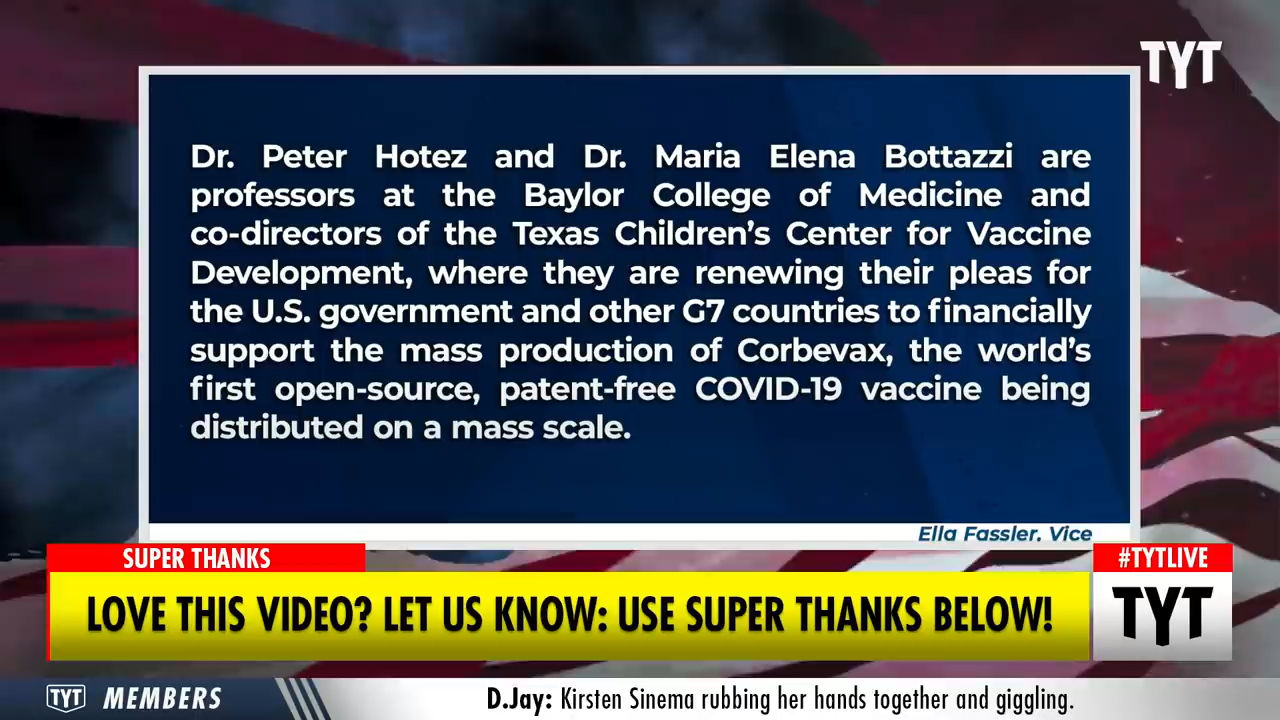 TYT
Dr. Peter Hotez and Dr. Maria Elena Bottazzi are
professors at the Baylor College of Medicine and
co-directors of the Texas Children's Center for Vaccine
Development, where they are renewing their pleas for
the U.S. government and other G7 countries to financially
support the mass production of Corbevax, the world's
first open-source, patent-free COVID-19 vaccine being
distributed on a mass scale.
Ella Fassler, Vice
SUPER THANKS
#TYTLIVE
LOVE THIS VIDEO? LET US KNOW: USE SUPER THANKS BELOW!
TYT
TYT MEMBERS
D.Jay: Kirsten Sinema rubbing her hands together and giggling.